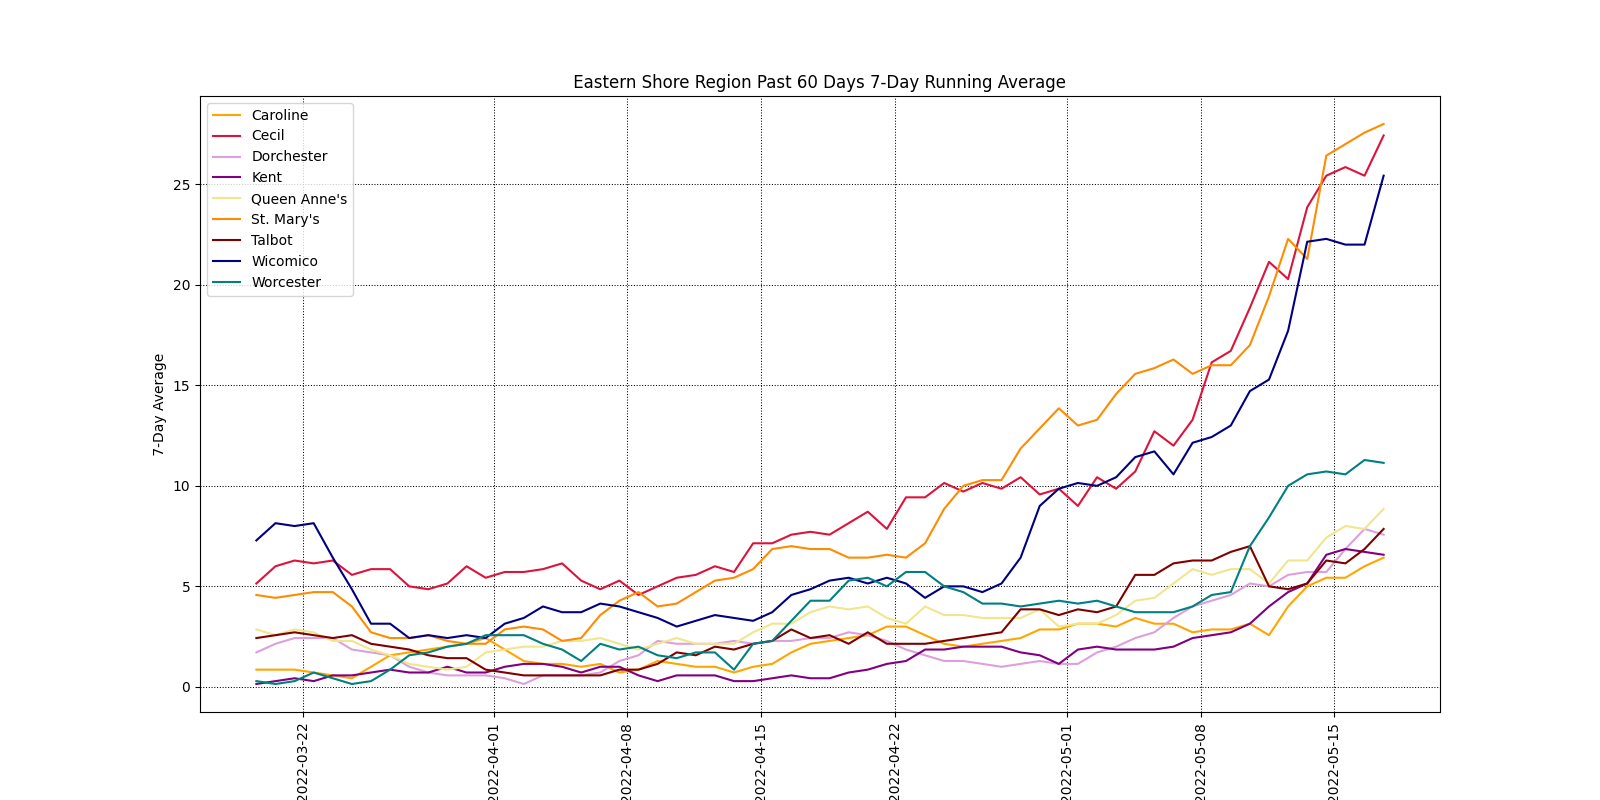 Eastern Shore Region Past 60 Days 7-Day Running Average
Caroline
Cecil
Dorchester
Kent
Queen Anne's
St. Mary's
Talbot
Wicomico
Worcester
25
20
15
10
5
0
7-Day Average
2022-03-22
2022-04-01
2022-04-08
2022-04-15
2022-04-22
2022-05-01
2022-05-08
2022-05-15